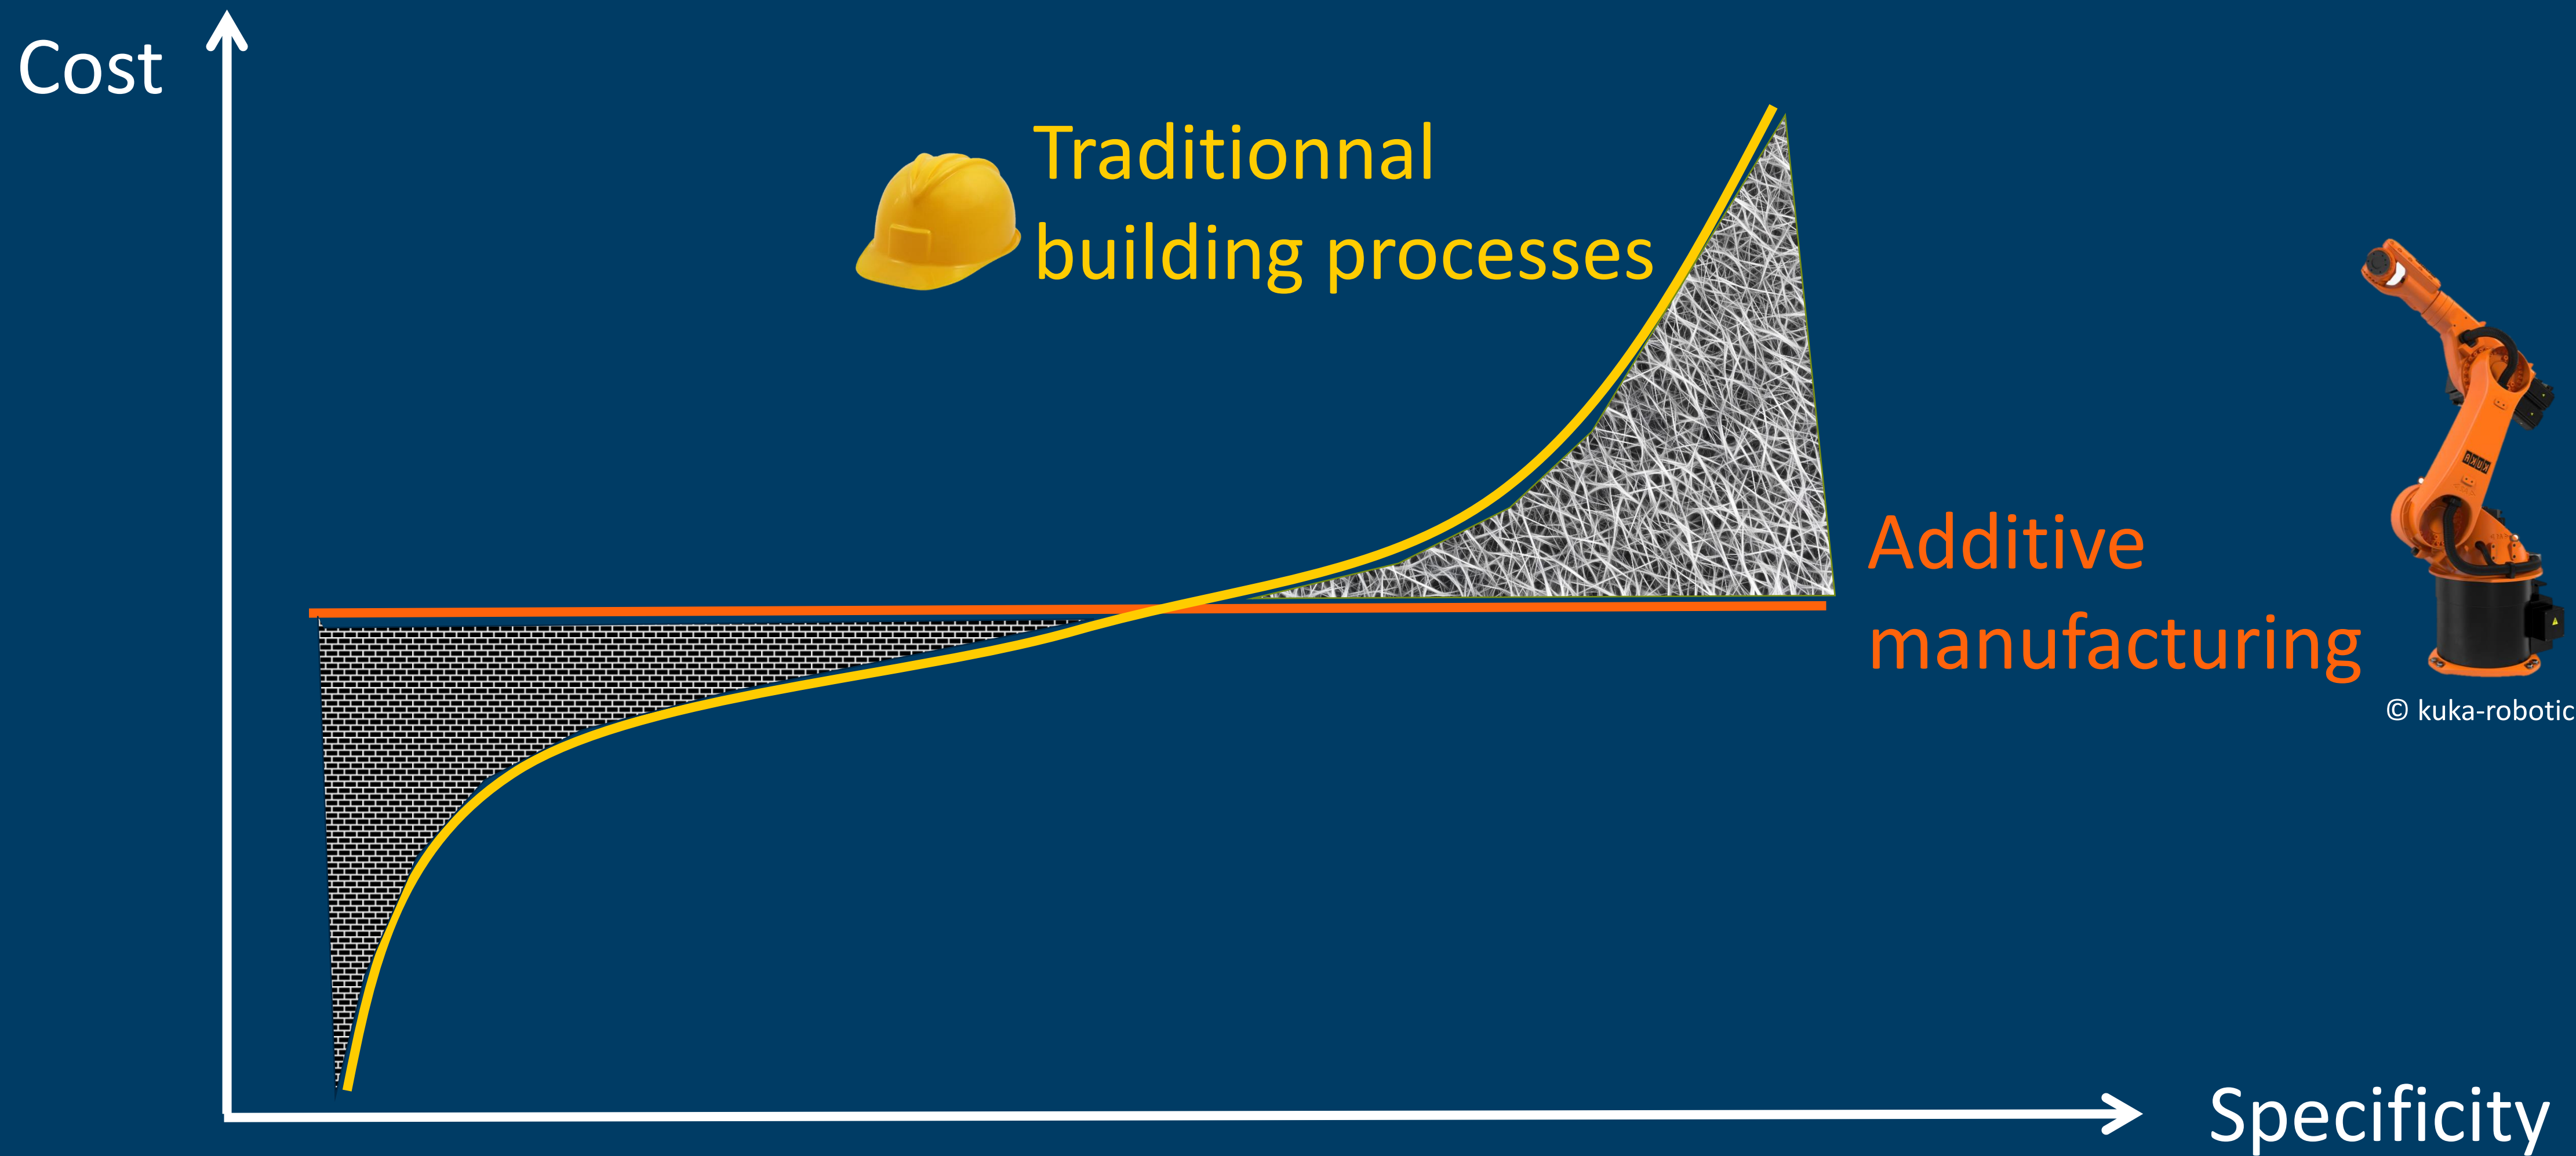 Cost
Traditionnal
building processes
Additive
manufacturing
© kuka-robotic
Specificity